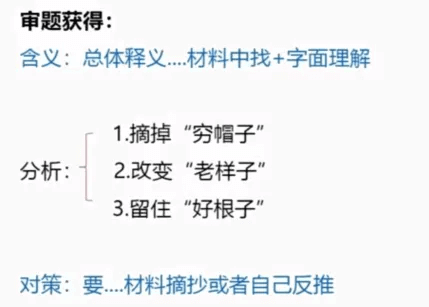 审题获得：
含义：总体释义....材料中找+字面理解
1.摘掉“穷帽子”
分析：
2.改变“老样子”
3.留住“好根子”
对策：要....材料摘抄或者自己反推